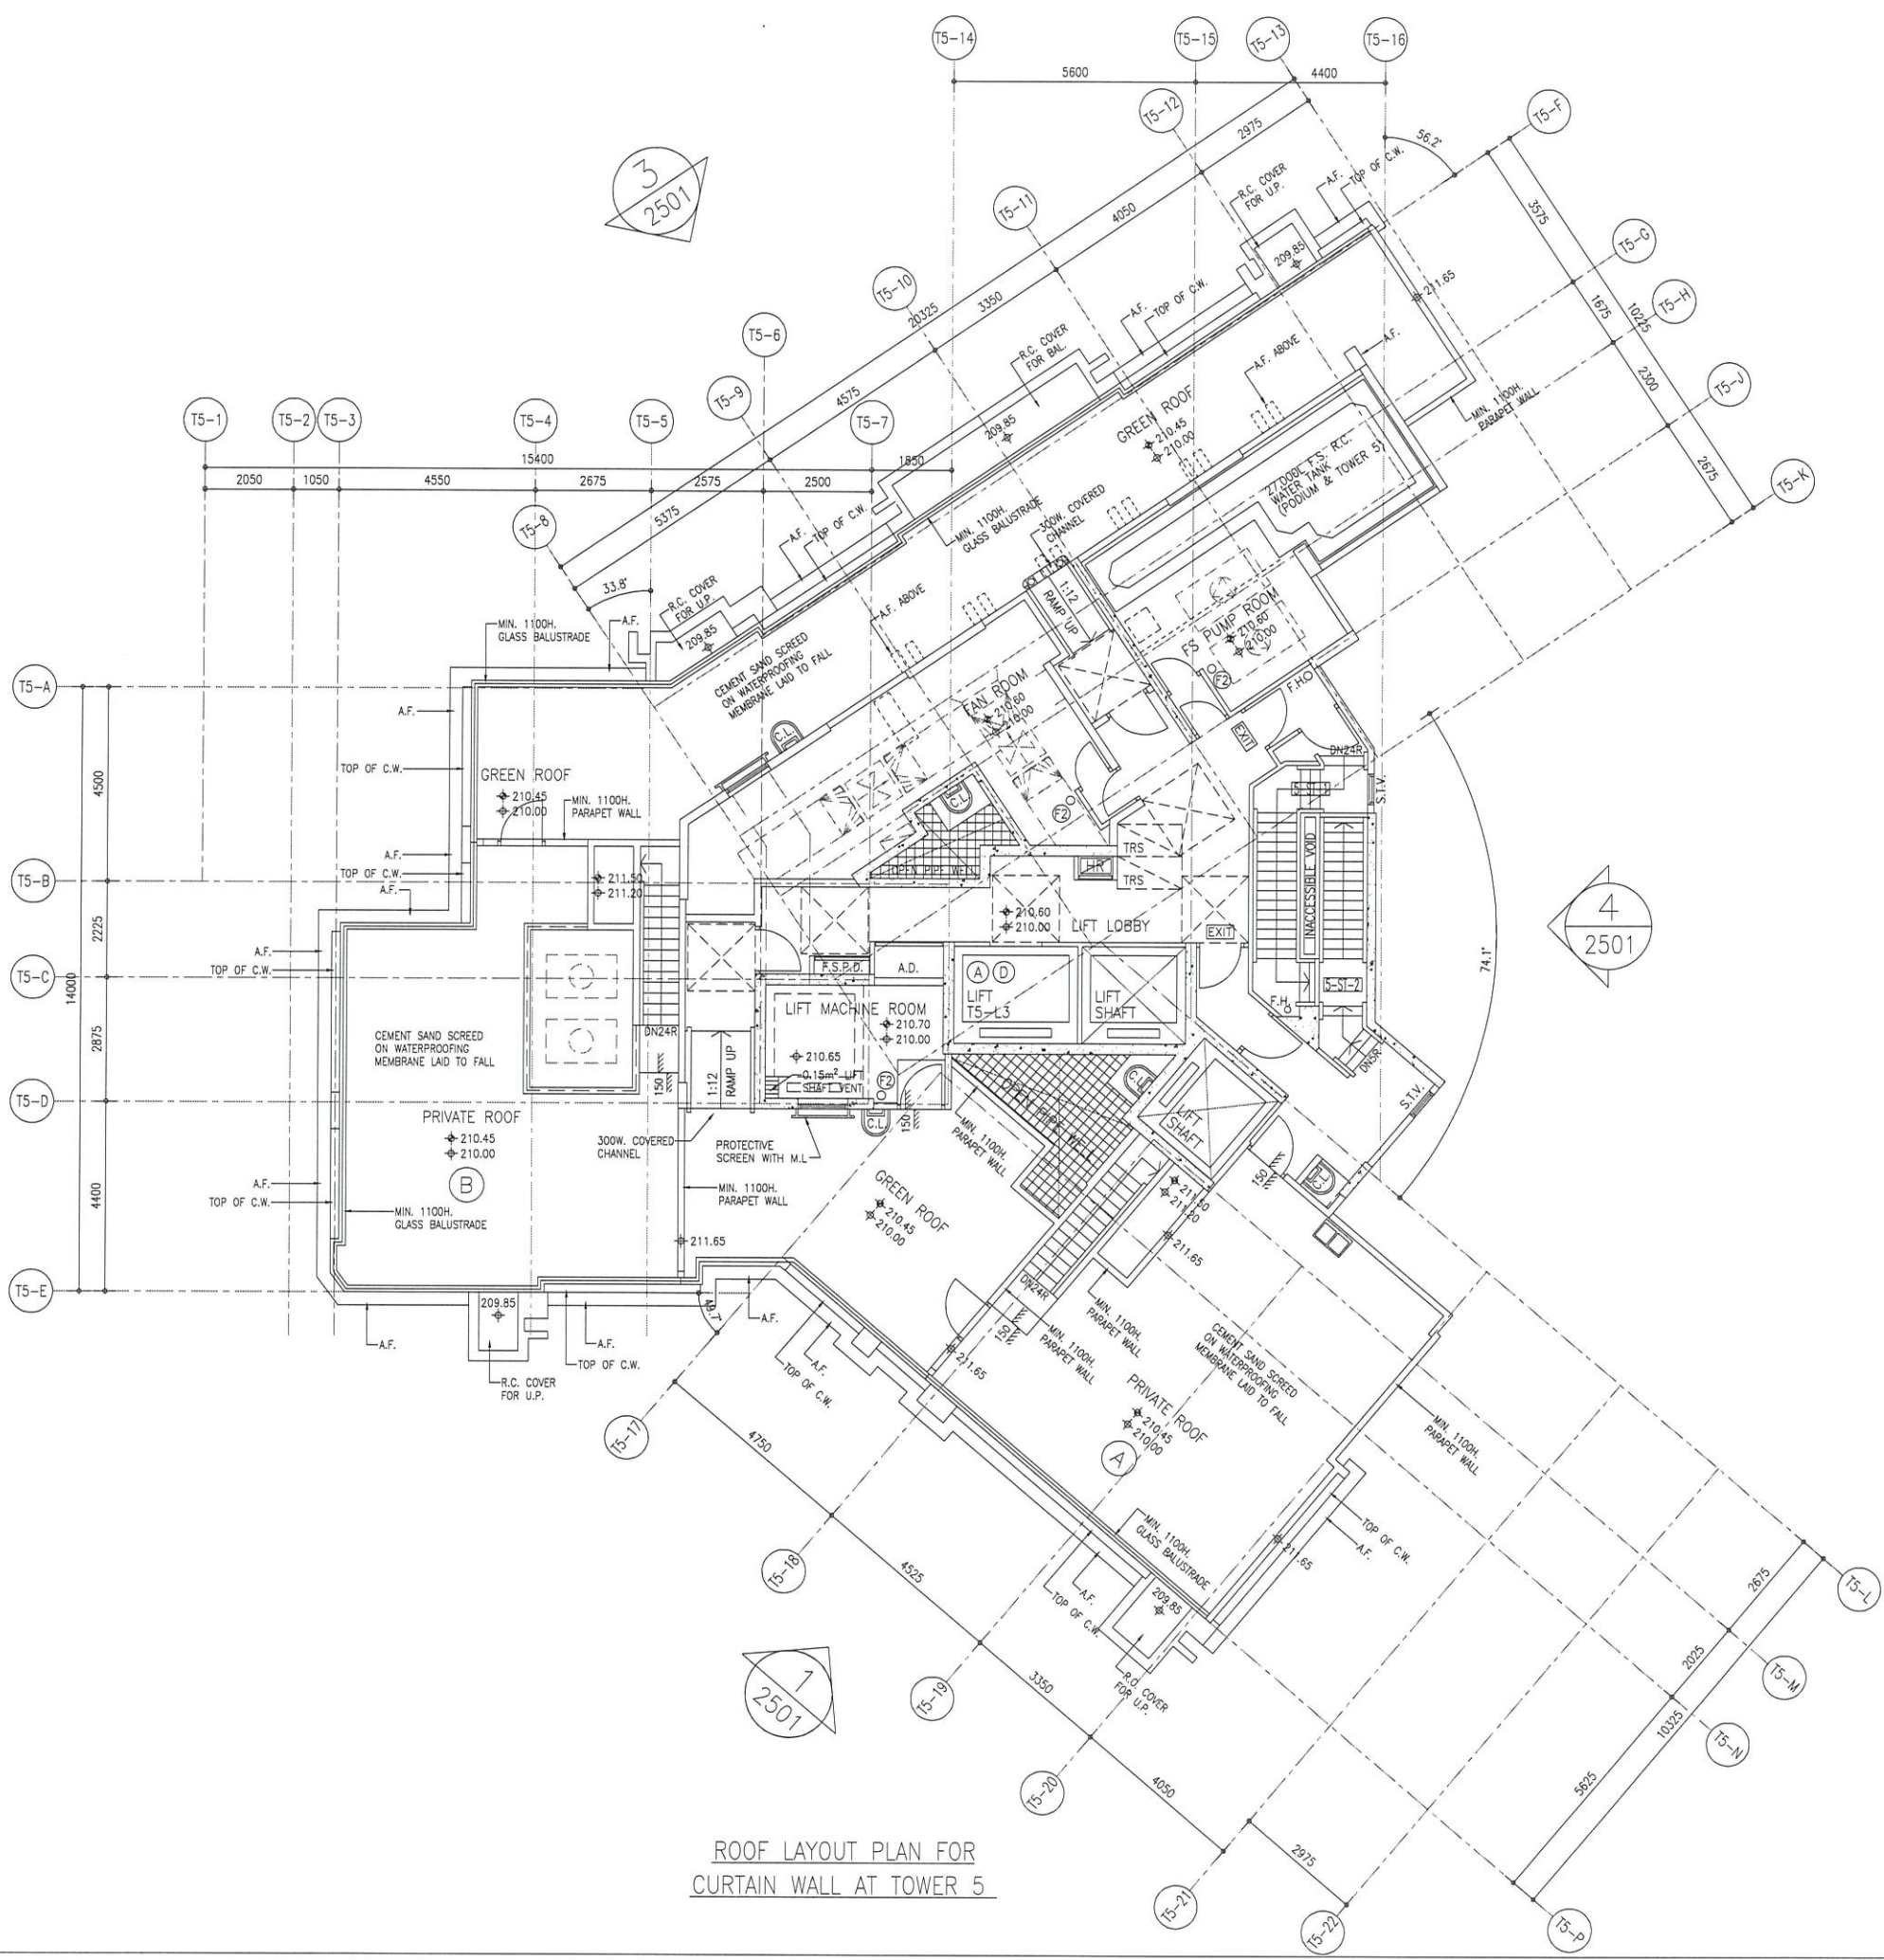 T5-14
T5-15
T5-13
T5-16
5600
4400
T5-12
2975
56.2°
T5-F
3
2501
R.C. COVER
FOR U.P.
A.F.
TOP OF C.W.
T5-11
4050
3575
T5-G
209.85
T5-10
20325
3350
A.F.
TOP OF C.W.
211.65
1675
10225
T5-H
T5-6
R.C. COVER
FOR BAL.
A.F. ABOVE
A.F.
2300
T5-J
T5-9
4575
T5-1
T5-2
T5-3
T5-4
T5-5
T5-7
GREEN ROOF
210.45
210.00
209.85
MIN. 1100H.
PARAPET WALL
15400
1850
2050
1050
4550
2675
2575
2500
2675
T5-K
27,000L F.S. R.C.
WATER TANK
(PODIUM & TOWER 5)
T5-8
5375
A.F.
TOP OF C.W.
MIN. 1100H.
GLASS BALUSTRADE
300W. COVERED
CHANNEL
33.8°
R.C. COVER
FOR U.P.
A.F. ABOVE
1:12
RAMP UP
FS PUMP ROOM
210.60
210.00
MIN. 1100H.
GLASS BALUSTRADE
A.F.
209.85
T5-A
CEMENT SAND SCREED
ON WATERPROOFING
MEMBRANE LAID TO FALL
FAN ROOM
210.60
210.00
F2
F.H.
A.F.
C.L.
EXIT
DN24R
TOP OF C.W.
GREEN ROOF
210.45
210.00
MIN. 1100H.
PARAPET WALL
C.L.
F2
5-ST-1
S.T.V.
4500
A.F.
TOP OF C.W.
A.F.
TRS
T5-B
211.50
211.20
OPEN PIPE WELL
HR
TRS
INACCESSIBLE VOID
4
2501
210.60
210.00
LIFT LOBBY
EXIT
2225
A.F.
TOP OF C.W.
T5-C
F.S.P.D.
A.D.
A
D
LIFT
T5-L3
LIFT
SHAFT
5-ST-2
74.1°
14000
LIFT MACHINE ROOM
210.70
210.00
F.H.
2875
CEMENT SAND SCREED
ON WATERPROOFING
MEMBRANE LAID TO FALL
DN24R
1:12
RAMP UP
210.65
0.15m² LIFT
SHAFT VENT
F2
DN5R
150
C.L.
S.T.V.
T5-D
PRIVATE ROOF
210.45
210.00
B
300W. COVERED
CHANNEL
PROTECTIVE
SCREEN WITH M.L
C.L.
150
OPEN PIPE WELL
LIFT
SHAFT
MIN. 1100H.
PARAPET WALL
150
C.L.
4400
A.F.
TOP OF C.W.
MIN. 1100H.
GLASS BALUSTRADE
MIN. 1100H.
PARAPET WALL
211.65
GREEN ROOF
210.45
210.00
211.50
211.20
211.65
T5-E
209.85
49.7°
DN24R
150
MIN. 1100H.
PARAPET WALL
A.F.
A.F.
TOP OF C.W.
A.F.
MIN. 1100H.
PARAPET WALL
CEMENT SAND SCREED
ON WATERPROOFING
MEMBRANE LAID TO FALL
R.C. COVER
FOR U.P.
A.F.
TOP OF C.W.
211.65
PRIVATE ROOF
210.45
210.00
A
MIN. 1100H.
PARAPET WALL
T5-17
4750
MIN. 1100H.
GLASS BALUSTRADE
TOP OF C.W.
A.F.
211.65
T5-18
4525
A.F.
TOP OF C.W.
209.85
2675
T5-L
1
2501
T5-19
3350
R.C. COVER
FOR U.P.
2025
T5-M
10325
T5-N
T5-20
4050
5625
ROOF LAYOUT PLAN FOR
CURTAIN WALL AT TOWER 5
2975
T5-21
T5-22
T5-P